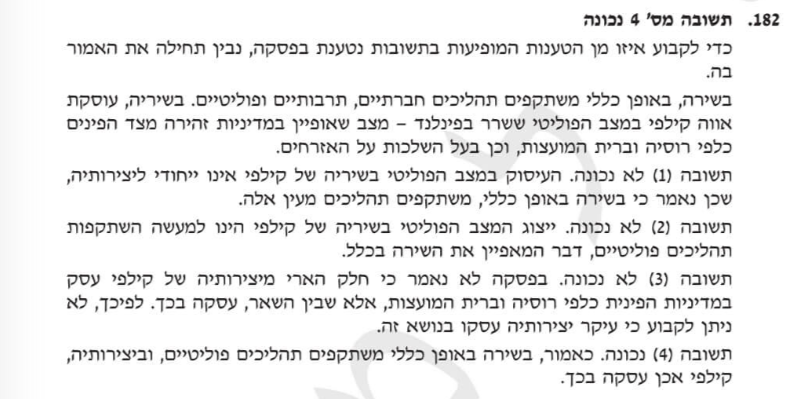 182. תשובה מס' 4 נכונה
כדי לקבוע איזו מן הטענות המופיעות בתשובות נטענת בפסקה, נבין תחילה את האמור
בה.
בשירה, באופן כללי משתקפים תהליכים חברתיים, תרבותיים ופוליטיים. בשיריה, עוסקת
אווה קילפי במצב הפוליטי ששרר בפינלנד – מצב שאופיין במדיניות זהירה מצד הפינים
כלפי רוסיה וברית המועצות, וכן בעל השלכות על האזרחים.
תשובה (1) לא נכונה. העיסוק במצב הפוליטי בשיריה של קילפי אינו ייחודי ליצירותיה,
שכן נאמר כי בשירה באופן כללי, משתקפים תהליכים מעין אלה.
תשובה (2) לא נכונה. ייצוג המצב הפוליטי בשיריה של קילפי הינו למעשה השתקפות
תהליכים פוליטיים, דבר המאפיין את השירה בכלל.
תשובה (3) לא נכונה. בפסקה לא נאמר כי חלק הארי מיצירותיה של קילפי עסק
במדיניות הפינית כלפי רוסיה וברית המועצות, אלא שבין השאר, עסקה בכך. לפיכך, לא
ניתן לקבוע כי עיקר יצירותיה עסקו בנושא זה.
תשובה (4) נכונה. כאמור, בשירה באופן כללי משתקפים תהליכים פוליטיים, וביצירותיה,
קילפי אכן עסקה בכך.